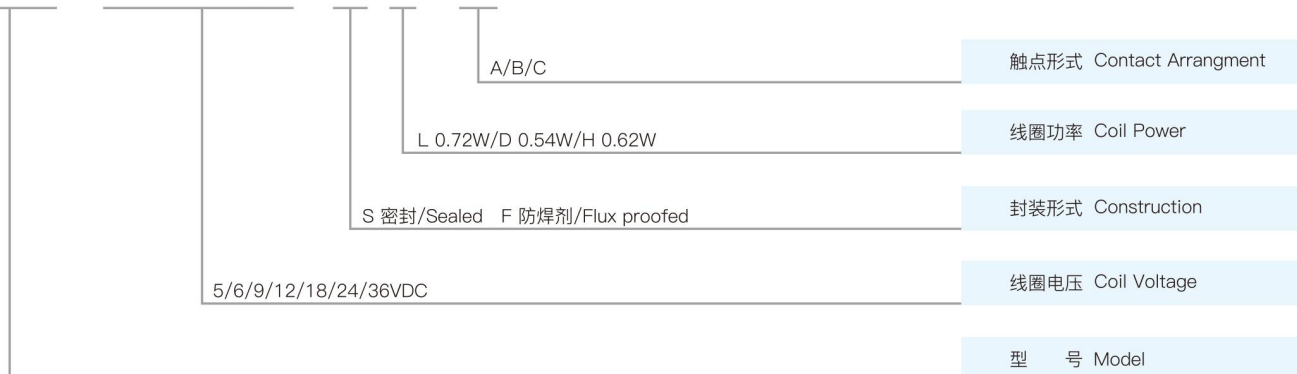 A/B/C 触点形式 Contact Arrangment
L 0.72W/D 0.54W/H 0.62W 线圈功率 Coil Power
S 密封/Sealed F 防焊剂/Flux proofed 封装形式 Construction
5/6/9/12/18/24/36VDC 线圈电压 Coil Voltage
型 号 Model